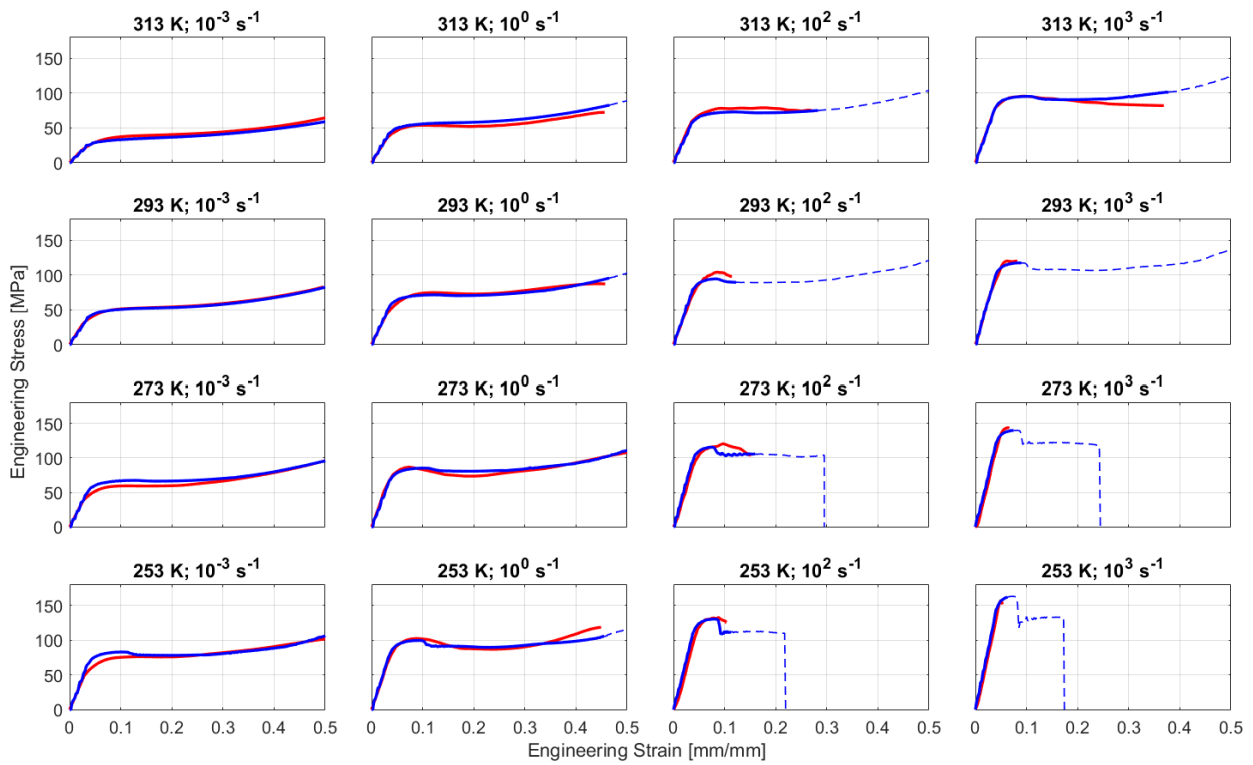 313 K; 10^-3 s^-1
313 K; 10^0 s^-1
313 K; 10^2 s^-1
313 K; 10^3 s^-1
150
100
50
0
293 K; 10^-3 s^-1
293 K; 10^0 s^-1
293 K; 10^2 s^-1
293 K; 10^3 s^-1
150
100
50
0
273 K; 10^-3 s^-1
273 K; 10^0 s^-1
273 K; 10^2 s^-1
273 K; 10^3 s^-1
150
100
50
0
253 K; 10^-3 s^-1
253 K; 10^0 s^-1
253 K; 10^2 s^-1
253 K; 10^3 s^-1
150
100
50
0
0 0.1 0.2 0.3 0.4 0.5
0 0.1 0.2 0.3 0.4 0.5
0 0.1 0.2 0.3 0.4 0.5
0 0.1 0.2 0.3 0.4 0.5
Engineering Stress [MPa]
Engineering Strain [mm/mm]